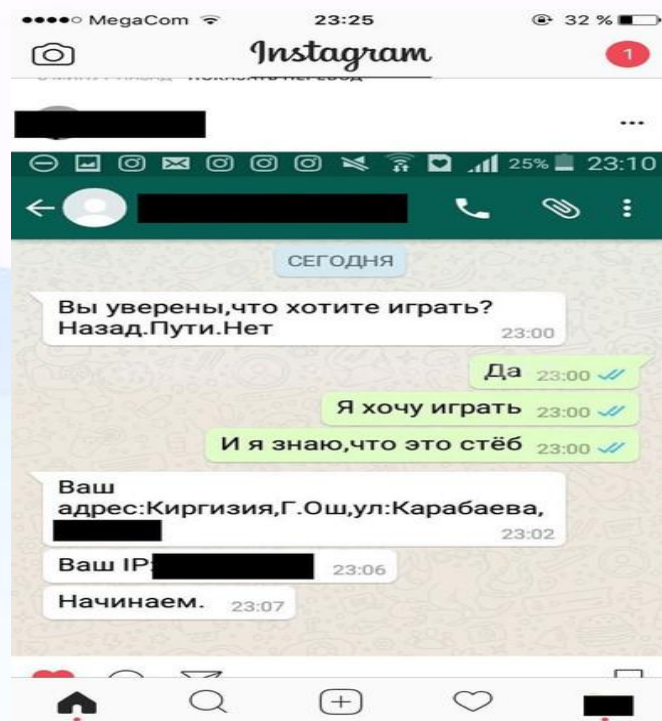 MegaCom 23:25 32 %
Instagram
1
25% 23:10
СЕГОДНЯ
Вы уверены,что хотите играть?
Назад.Пути.Нет
23:00
Да 23:00
Я хочу играть 23:00
И я знаю,что это стёб 23:00
Ваш
адрес:Киргизия,Г.Ош,ул:Карабаева,
23:02
Ваш IP: 23:06
Начинаем. 23:07